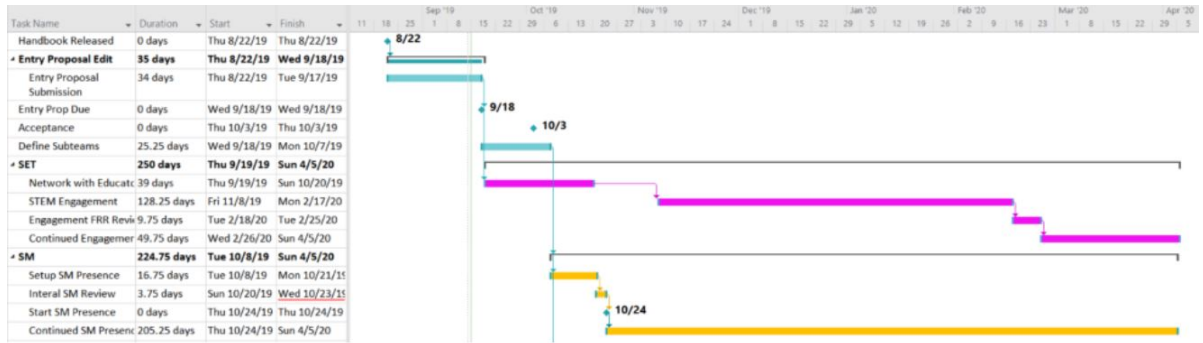 Sep '19 Oct '19 Nov '19 Dec '19 Jan '20 Feb '20 Mar '20 Apr '20
Task Name Duration Start Finish 11 18 25 1 8 15 22 29 6 13 20 27 3 10 17 24 1 8 15 22 29 5 12 19 26 2 9 16 23 1 8 15 22 29 5
Handbook Released 0 days Thu 8/22/19 Thu 8/22/19 8/22
Entry Proposal Edit 35 days Thu 8/22/19 Wed 9/18/19
Entry Proposal 34 days Thu 8/22/19 Tue 9/17/19
Submission
Entry Prop Due 0 days Wed 9/18/19 Wed 9/18/19 9/18
Acceptance 0 days Thu 10/3/19 Thu 10/3/19 10/3
Define Subteams 25.25 days Wed 9/18/19 Mon 10/7/19
SET 250 days Thu 9/19/19 Sun 4/5/20
Network with Educatc 39 days Thu 9/19/19 Sun 10/20/19
STEM Engagement 128.25 days Fri 11/8/19 Mon 2/17/20
Engagement FRR Revi 9.75 days Tue 2/18/20 Tue 2/25/20
Continued Engagemer 49.75 days Wed 2/26/20 Sun 4/5/20
SM 224.75 days Tue 10/8/19 Sun 4/5/20
Setup SM Presence 16.75 days Tue 10/8/19 Mon 10/21/19
Interal SM Review 3.75 days Sun 10/20/19 Wed 10/23/19
Start SM Presence 0 days Thu 10/24/19 Thu 10/24/19 10/24
Continued SM Presenc 205.25 days Thu 10/24/19 Sun 4/5/20